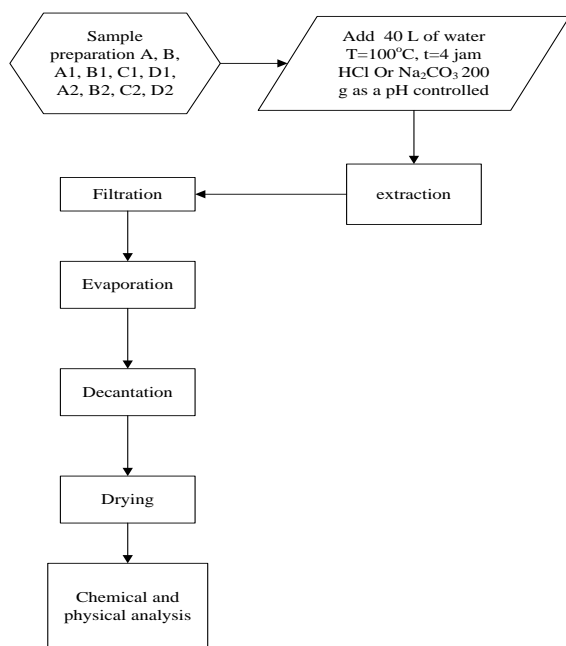 Sample
preparation A, B,
A1, B1, C1, D1,
A2, B2, C2, D2
Add 40 L of water
T=100°C, t=4 jam
HCl Or Na₂CO₃ 200
g as a pH controlled
extraction
Filtration
Evaporation
Decantation
Drying
Chemical and
physical analysis